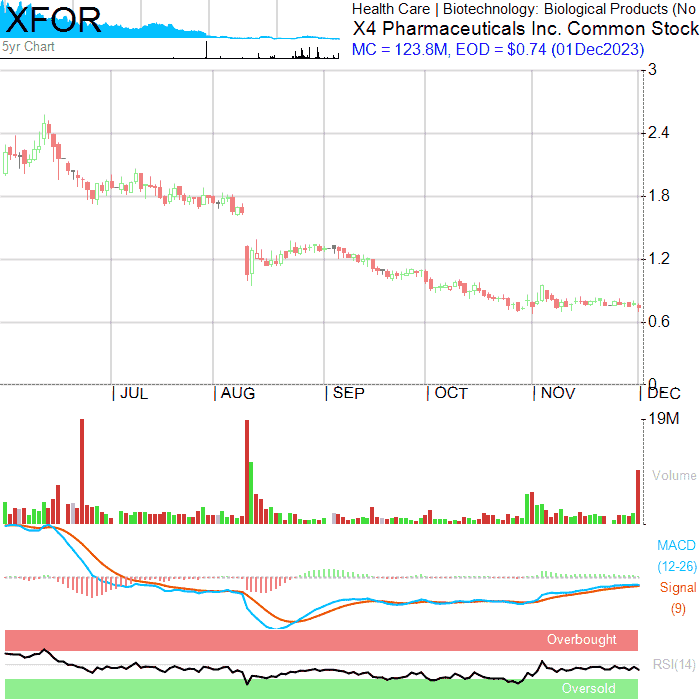 XFOR
5yr Chart
Health Care | Biotechnology: Biological Products (No
X4 Pharmaceuticals Inc. Common Stock
MC = 123.8M, EOD = $0.74 (01Dec2023)
3
2.4
1.8
1.2
0.6
0
JUL AUG SEP OCT NOV DEC
19M
Volume
MACD
(12-26)
Signal
(9)
Overbought
RSI(14)
Oversold